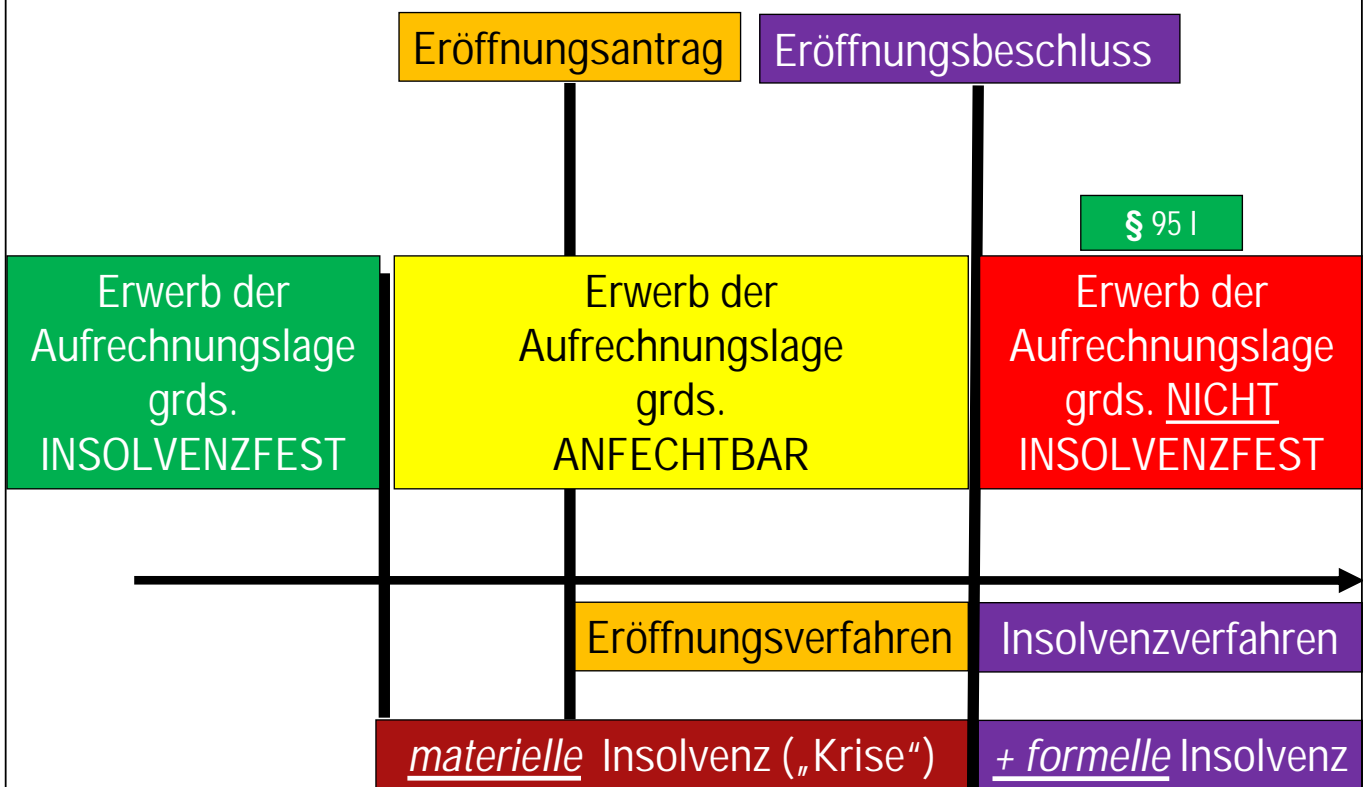 Eröffnungsantrag
Eröffnungsbeschluss
§ 95 I
Erwerb der
Aufrechnungslage
grds.
INSOLVENZFEST
Erwerb der
Aufrechnungslage
grds.
ANFECHTBAR
Erwerb der
Aufrechnungslage
grds. NICHT
INSOLVENZFEST
Eröffnungsverfahren
Insolvenzverfahren
materielle Insolvenz („Krise“)
+ formelle Insolvenz